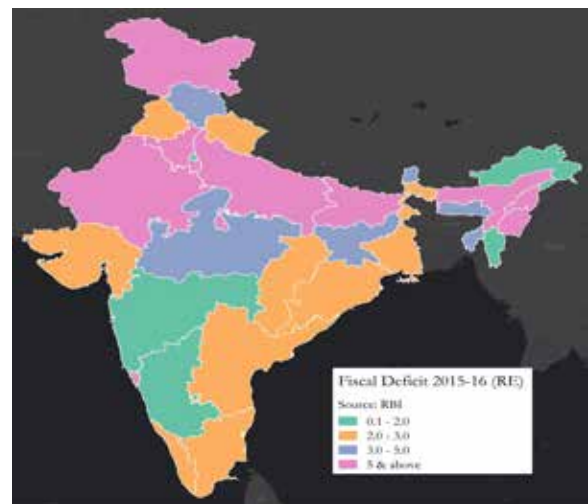 Fiscal Deficit 2015-16 (RE)
Source: RBI
0.1 - 2.0
2.0 - 3.0
3.0 - 5.0
5 & above